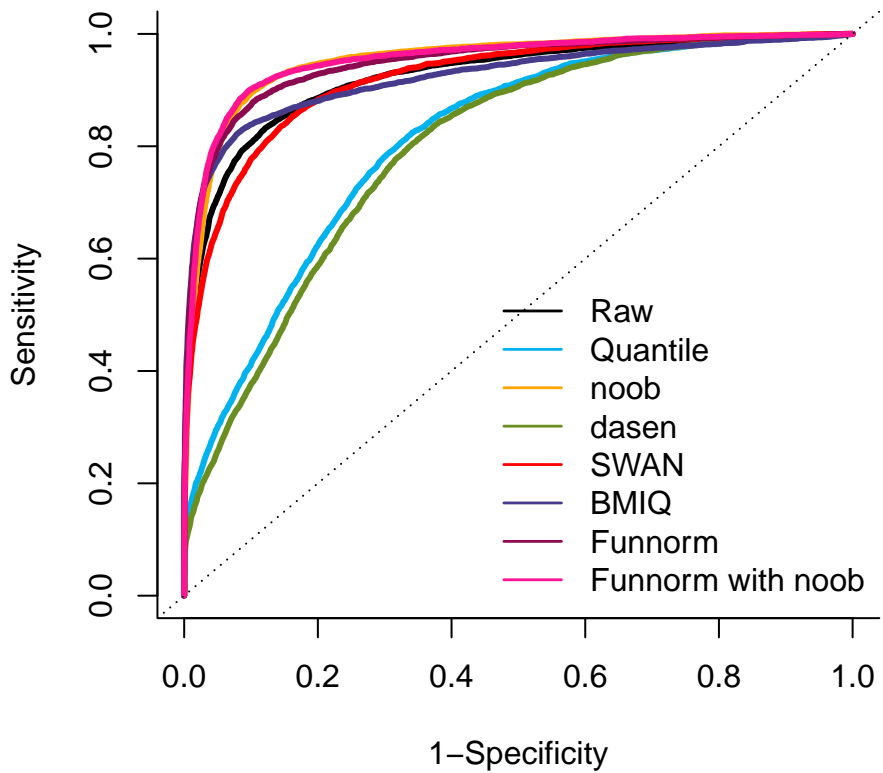 1.0
0.8
0.6
0.4
0.2
0.0
Sensitivity
Raw
Quantile
noob
dasen
SWAN
BMIQ
Funnorm
Funnorm with noob
0.0 0.2 0.4 0.6 0.8 1.0
1−Specificity